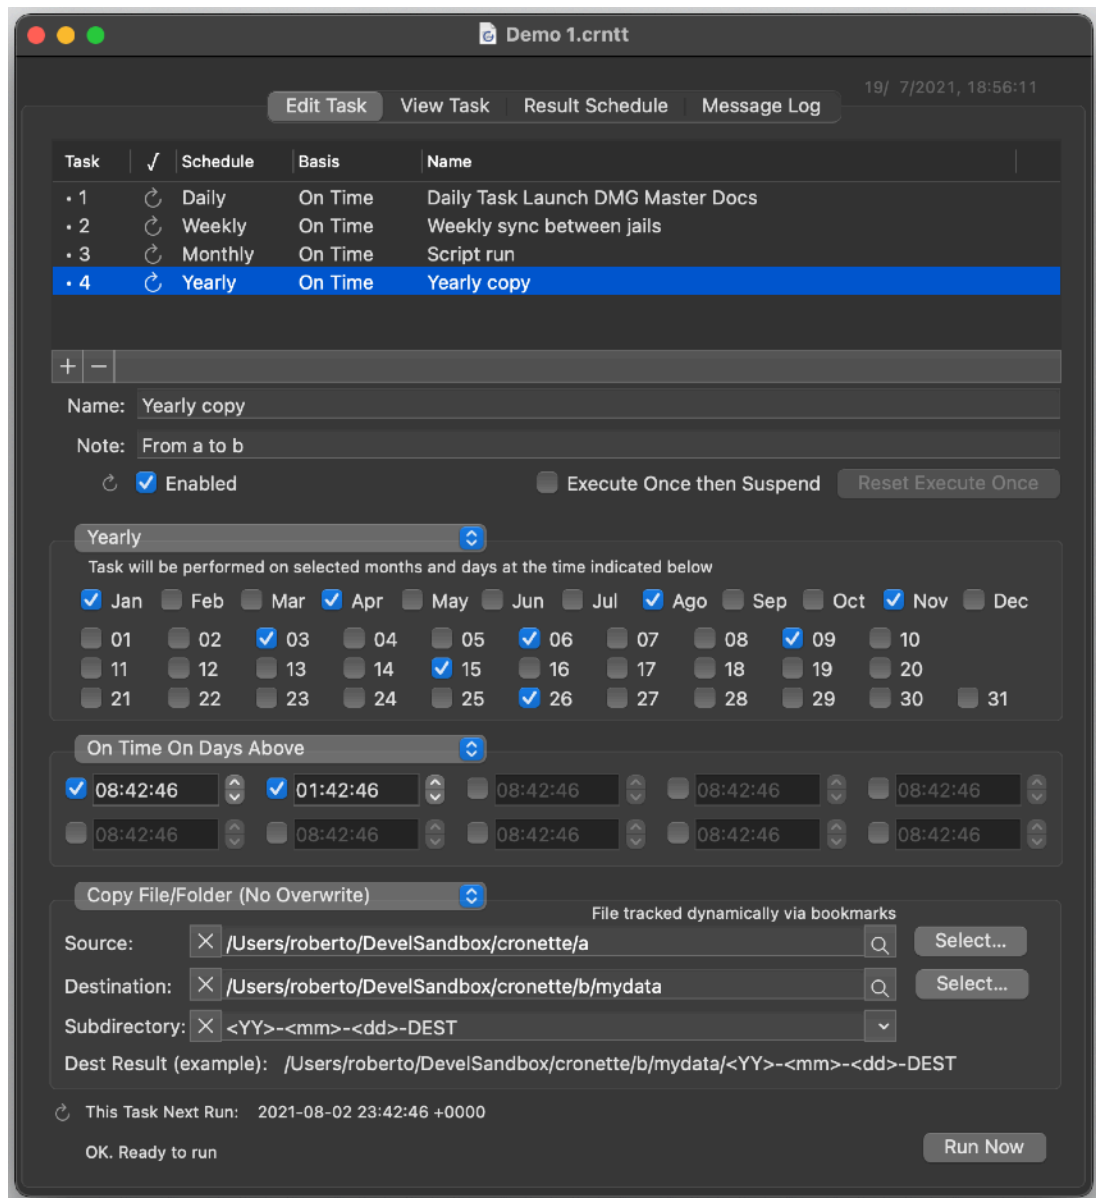 Demo 1.crntt
19/ 7/2021, 18:56:11
Edit Task View Task Result Schedule Message Log
Task √ Schedule Basis Name
• 1 Daily On Time Daily Task Launch DMG Master Docs
• 2 Weekly On Time Weekly sync between jails
• 3 Monthly On Time Script run
• 4 Yearly On Time Yearly copy
+ −
Name: Yearly copy
Note: From a to b
Enabled Execute Once then Suspend Reset Execute Once
Yearly
Task will be performed on selected months and days at the time indicated below
Jan Feb Mar Apr May Jun Jul Ago Sep Oct Nov Dec
01 02 03 04 05 06 07 08 09 10
11 12 13 14 15 16 17 18 19 20
21 22 23 24 25 26 27 28 29 30 31
On Time On Days Above
08:42:46 01:42:46 08:42:46 08:42:46 08:42:46
08:42:46 08:42:46 08:42:46 08:42:46 08:42:46
Copy File/Folder (No Overwrite)
File tracked dynamically via bookmarks
Source: /Users/roberto/DevelSandbox/cronette/a Select...
Destination: /Users/roberto/DevelSandbox/cronette/b/mydata Select...
Subdirectory: <YY>-<mm>-<dd>-DEST
Dest Result (example): /Users/roberto/DevelSandbox/cronette/b/mydata/<YY>-<mm>-<dd>-DEST
This Task Next Run: 2021-08-02 23:42:46 +0000
OK. Ready to run Run Now